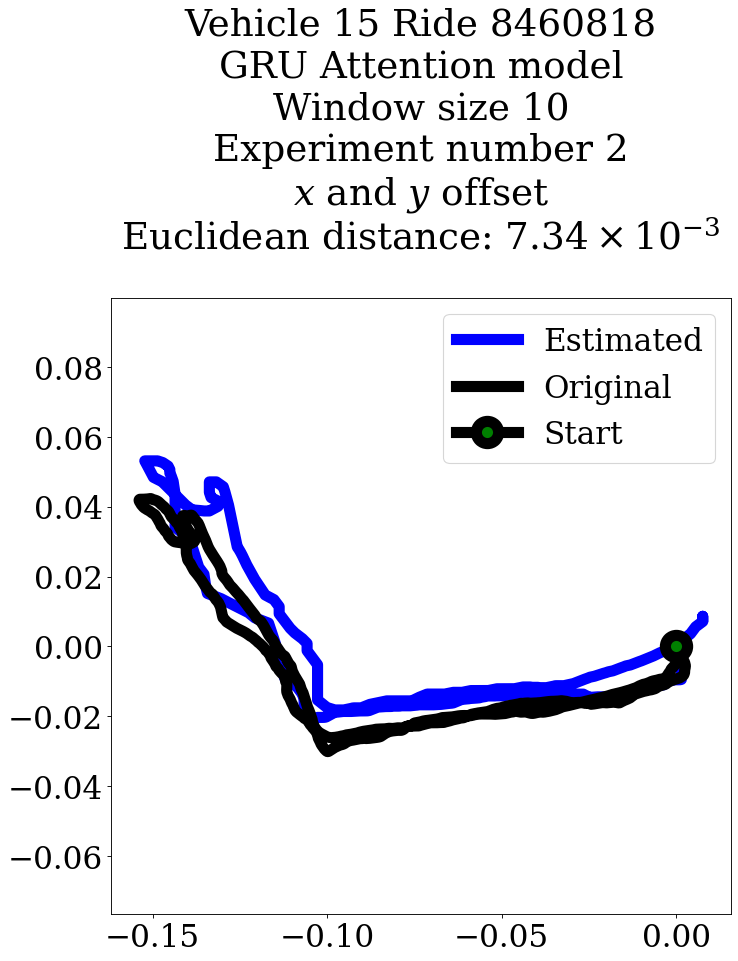 Vehicle 15 Ride 8460818
GRU Attention model
Window size 10
Experiment number 2
x and y offset
Euclidean distance: 7.34 × 10⁻³
Estimated
Original
Start
0.08
0.06
0.04
0.02
0.00
−0.02
−0.04
−0.06
−0.15 −0.10 −0.05 0.00